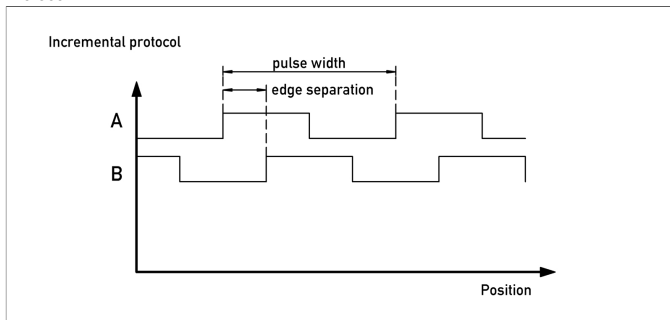 Incremental protocol
pulse width
edge separation
A
B
Position